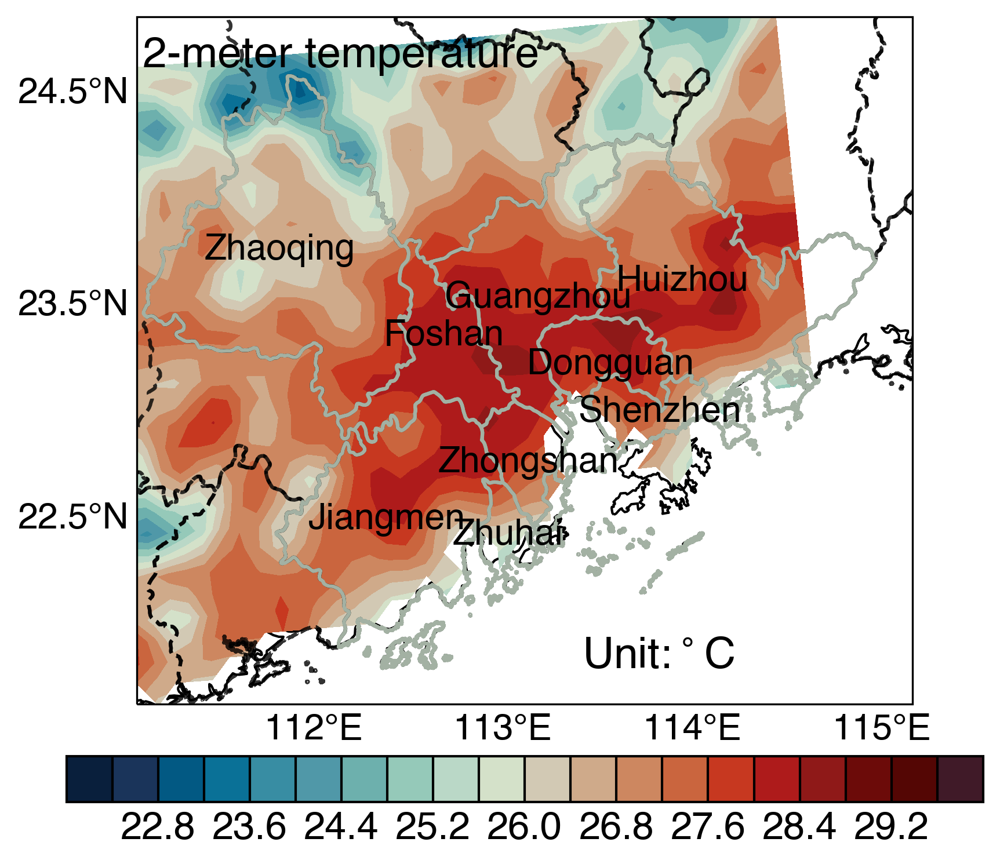 2-meter temperature
24.5°N
Zhaoqing
Huizhou
23.5°N
Guangzhou
Foshan
Dongguan
Shenzhen
Zhongshan
22.5°N
Jiangmen
Zhuhai
Unit: °C
112°E 113°E 114°E 115°E
22.8 23.6 24.4 25.2 26.0 26.8 27.6 28.4 29.2